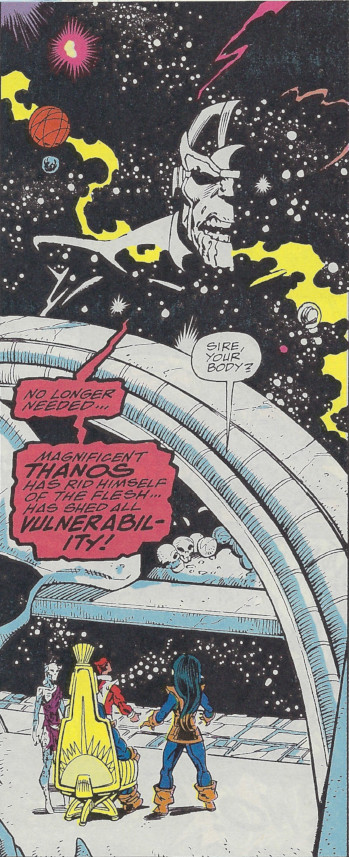 SIRE,
YOUR
BODY?
NO LONGER
NEEDED...
MAGNIFICENT
THANOS
HAS RID HIMSELF
OF THE FLESH...
HAS SHED ALL
VULNERABIL-
ITY!